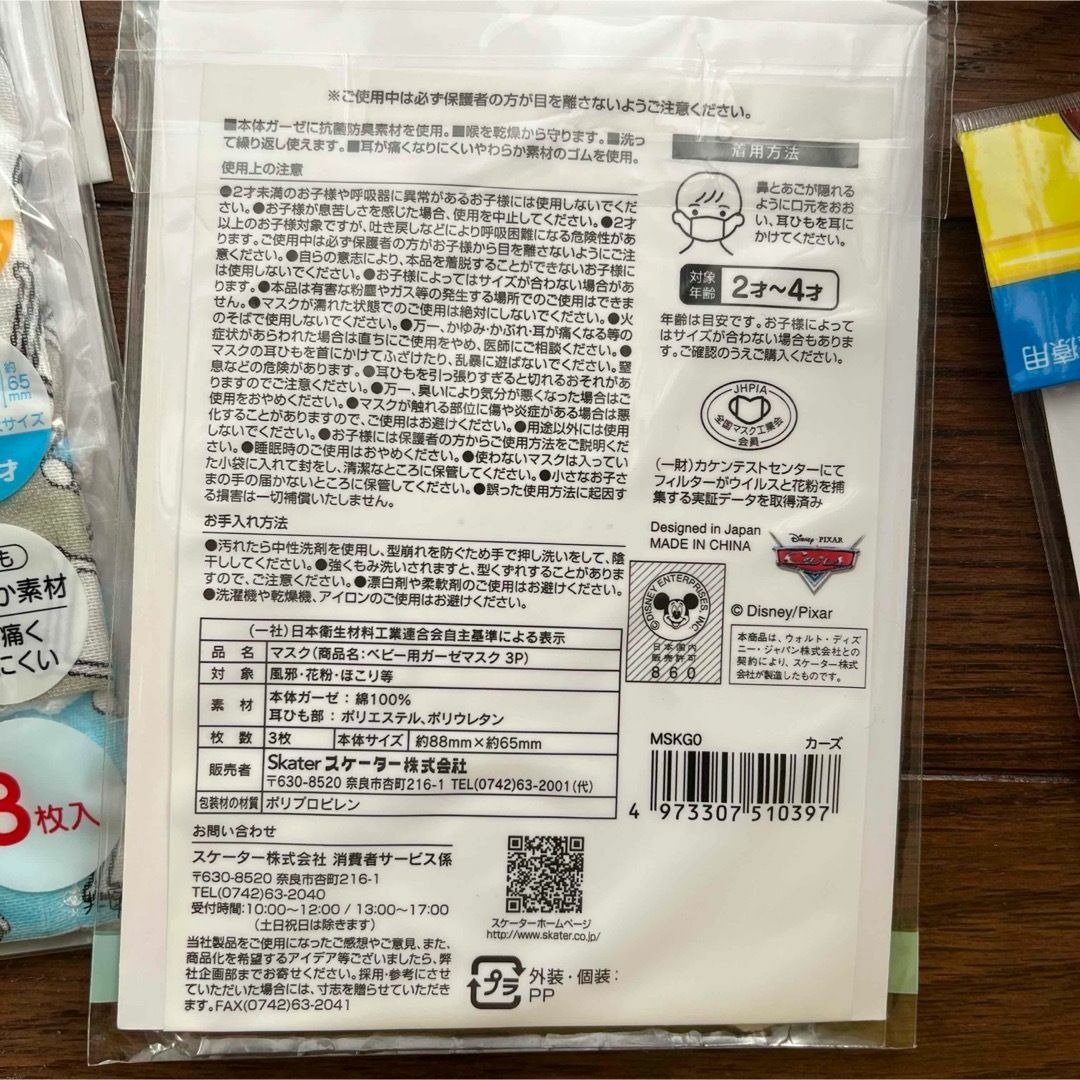 ※ご使用中は必ず保護者の方が目を離さないようご注意ください。
■本体ガーゼに抗菌防臭素材を使用。■喉を乾燥から守ります。■洗っ
て繰り返し使えます。■耳が痛くなりにくいやわらか素材のゴムを使用。
使用上の注意
●2才未満のお子様や呼吸器に異常があるお子様には使用しないでくだ
さい。●お子様が息苦しさを感じた場合、使用を中止してください。●2才
以上のお子様対象ですが、吐き戻しなどにより呼吸困難になる危険性があ
ります。ご使用中は必ず保護者の方がお子様から目を離さないようにご注
意ください。●自らの意志により、本品を着脱することができないお子様に
は使用しないでください。●お子様によってはサイズが合わない場合があ
ります。●本品は有害な粉塵やガス等の発生する場所でのご使用はできま
せん。●マスクが濡れた状態でのご使用は絶対にしないでください。●火
のそばで使用しないでください。●万一、かゆみ・かぶれ・耳が痛くなる等の
症状があらわれた場合は直ちにご使用をやめ、医師にご相談ください。●
マスクの耳ひもを首にかけてふざけたり、乱暴に遊ばないでください。窒
息などの危険があります。●耳ひもを引っ張りすぎると切れるおそれがあ
りますのでご注意ください。●万一、臭いにより気分が悪くなった場合はご
使用をおやめください。●マスクが触れる部位に傷や炎症がある場合は悪
化することがありますので、ご使用はお避けください。●用途以外には使用
しないでください。●お子様には保護者の方からご使用方法をご説明くだ
さい。●睡眠時のご使用はおやめください。●使わないマスクは入ってい
た小袋に入れて封をし、清潔なところに保管してください。●小さなお子さ
まの手の届かないところに保管してください。●誤った使用方法に起因す
る損害は一切補償いたしません。
お手入れ方法
●汚れたら中性洗剤を使用し、型崩れを防ぐため手で押し洗いをして、陰
干ししてください。●強くもみ洗いされますと、型くずれすることがありま
すので、ご注意ください。●漂白剤や柔軟剤のご使用はお避けください。
●洗濯機や乾燥機、アイロンのご使用はお避けください。
(一社)日本衛生材料工業連合会自主基準による表示
品 名 マスク(商品名:ベビー用ガーゼマスク 3P)
対 象 風邪・花粉・ほこり等
素 材 本体ガーゼ:綿100%
耳ひも部:ポリエステル、ポリウレタン
枚 数 3枚 本体サイズ 約88mm×約65mm
販売者 Skater スケーター株式会社
〒630-8520 奈良市杏町216-1 TEL(0742)63-2001(代)
包装材の材質 ポリプロピレン
お問い合わせ
スケーター株式会社 消費者サービス係
〒630-8520 奈良市杏町216-1
TEL(0742)63-2040
受付時間:10:00〜12:00 / 13:00〜17:00
(土日祝日は除きます)
当社製品をご使用になったご感想やご意見、また、
商品化を希望するアイデア等ございましたら、弊
社企画部までお寄せください。採用・参考にさせて
いただいた場合には、寸志を贈らせていただきま
す。FAX(0742)63-2041
スケーターホームページ
http://www.skater.co.jp/
プラ
外装・個装:
PP
着用方法
鼻とあごが隠れる
ように口元をおお
い、耳ひもを耳に
かけてください。
対象
年齢
2才〜4才
年齢は目安です。お子様によって
はサイズが合わない場合もありま
す。ご確認のうえご購入ください。
JHPIA
全国マスク工業会
会員
(一財)カケンテストセンターにて
フィルターがウイルスと花粉を捕
集する実証データを取得済み
Designed in Japan
MADE IN CHINA
Disney・PIXAR
Cars
©DISNEY ENTERPRISES, INC.
日本国内
販売許可
860
© Disney/Pixar
本商品は、ウォルト・ディズ
ニー・ジャパン株式会社との
契約により、スケーター株式
会社が製造したものです。
MSKG0 カーズ
4 973307 510397
約
65
mm
サイズ
才
も
か素材
痛く
にくい
3枚入
療用